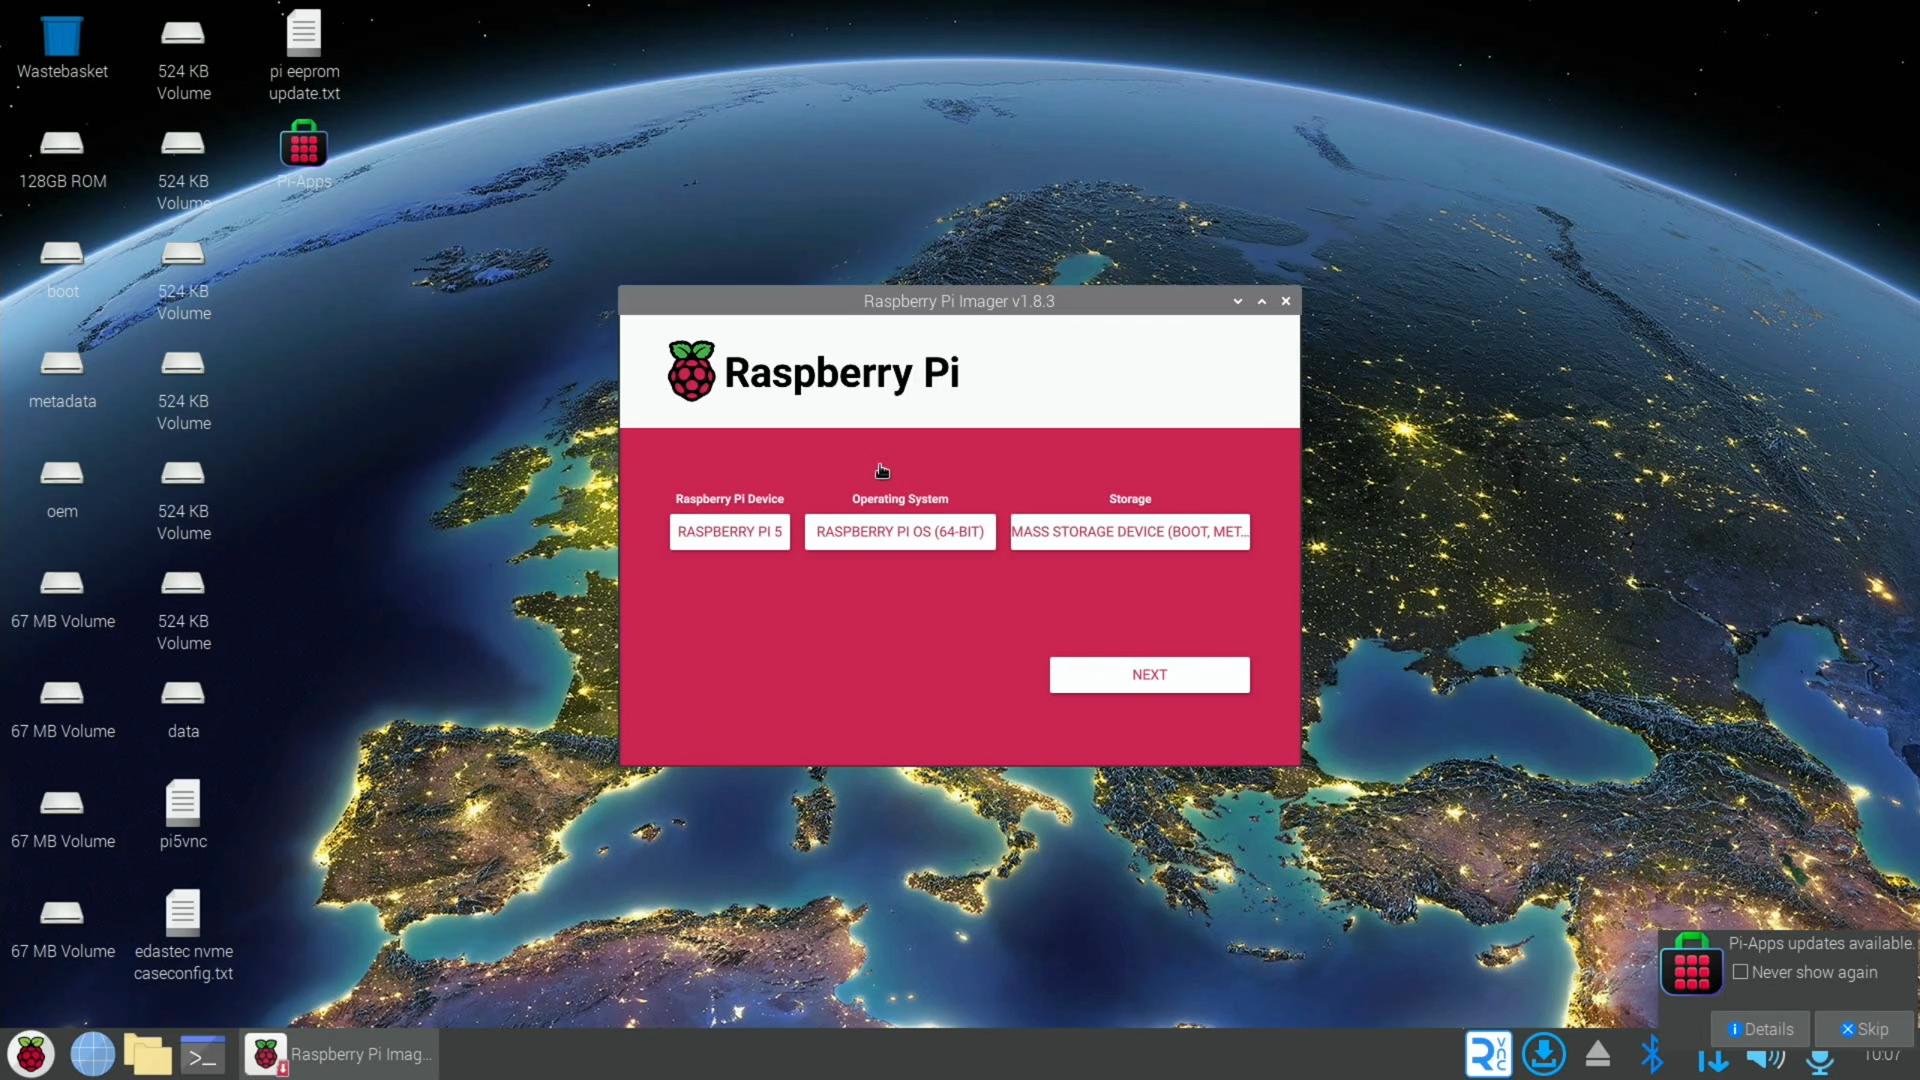 Wastebasket
524 KB
Volume
pi eeprom
update.txt
128GB ROM
524 KB
Volume
Pi-Apps
boot
524 KB
Volume
metadata
524 KB
Volume
oem
524 KB
Volume
67 MB Volume
524 KB
Volume
67 MB Volume
data
67 MB Volume
pi5vnc
67 MB Volume
edastec nvme
caseconfig.txt
Raspberry Pi Imager v1.8.3
Raspberry Pi
Raspberry Pi Device
Operating System
Storage
RASPBERRY PI 5
RASPBERRY PI OS (64-BIT)
MASS STORAGE DEVICE (BOOT, MET...
NEXT
Pi-Apps updates available.
Never show again
Details
Skip
Raspberry Pi Imag...
VNC
10:07